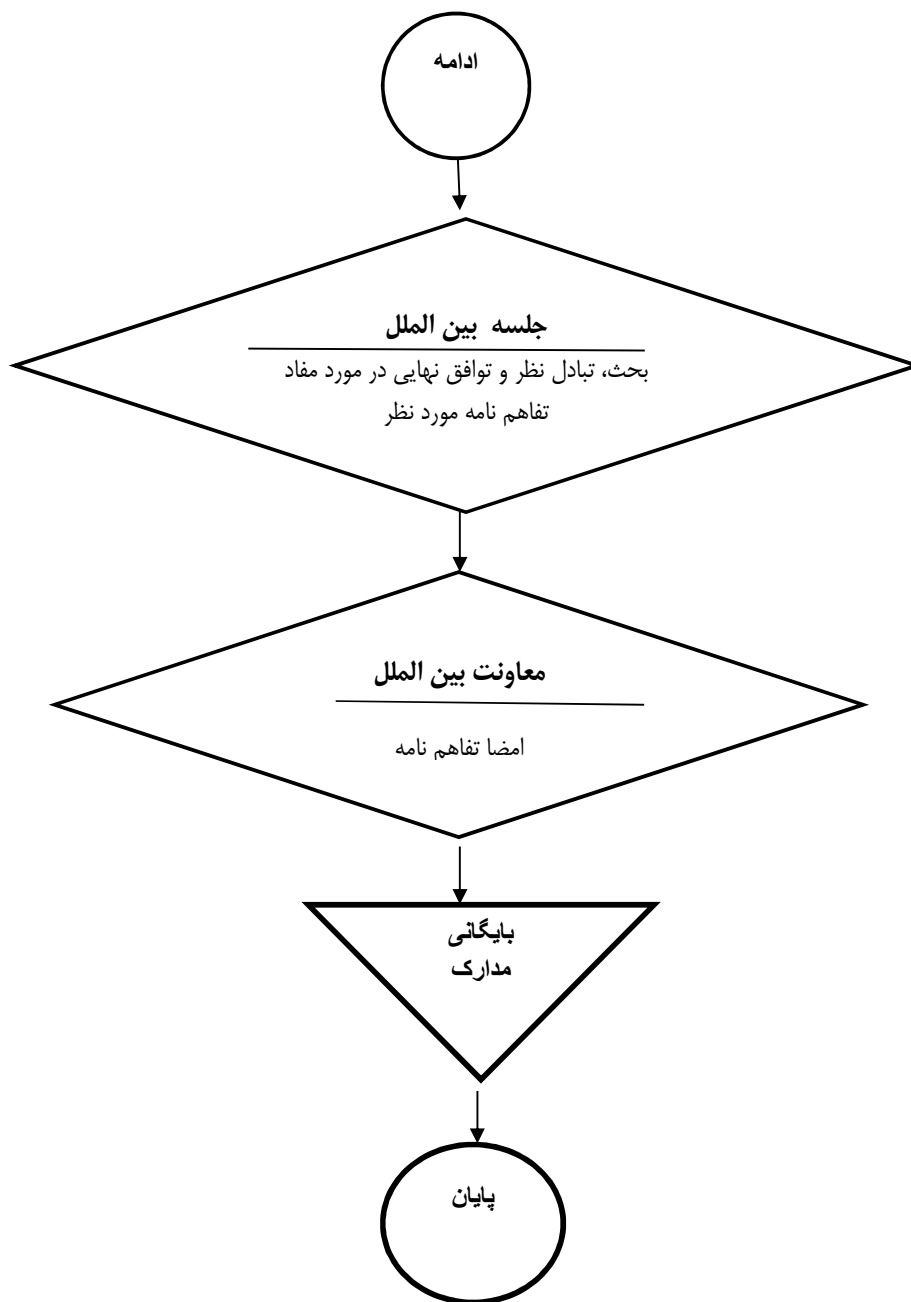 ادامه
جلسه بین الملل
بحث، تبادل نظر و توافق نهایی در مورد مفاد
تفاهم نامه مورد نظر
معاونت بین الملل
امضا تفاهم نامه
بایگانی
مدارک
پایان